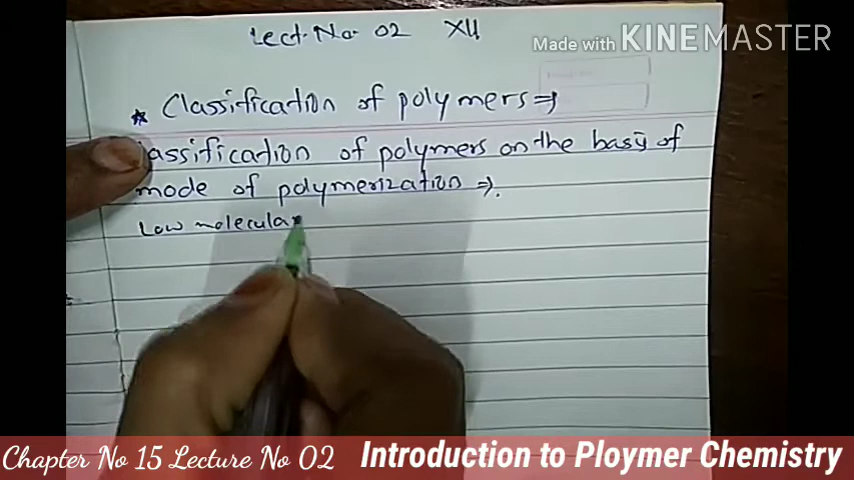 Lect. No. 02 XII
Made with KINEMASTER
* Classification of polymers ⇒
lassification of polymers on the basis of
mode of polymerization ⇒.
Low molecular
Chapter No 15 Lecture No 02 Introduction to Ploymer Chemistry